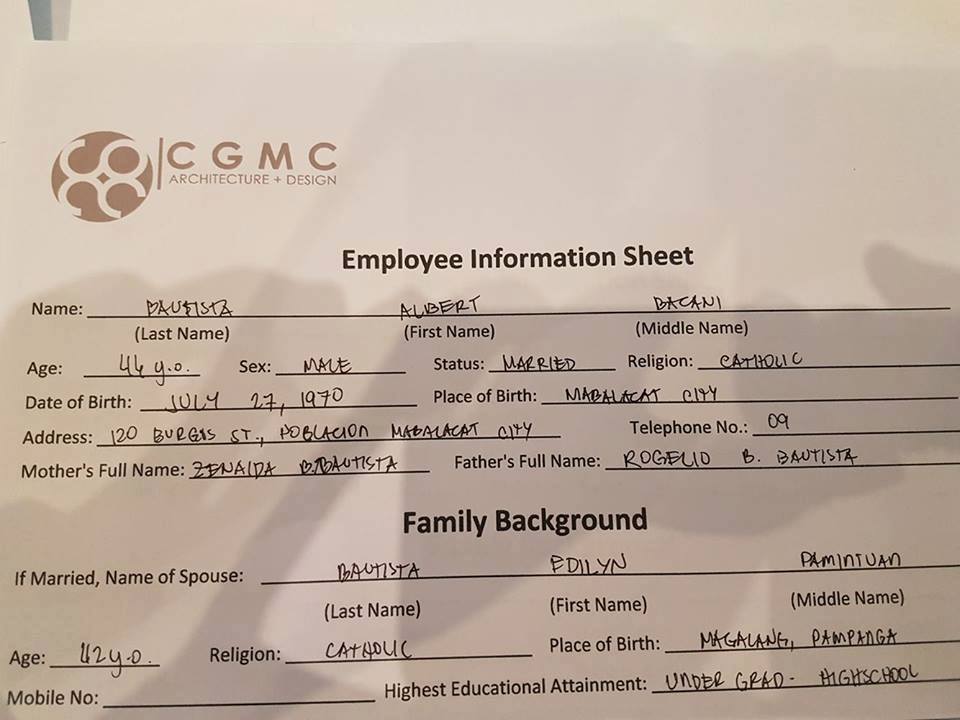 CGMC
ARCHITECTURE + DESIGN
Employee Information Sheet
Name: BAUTISTA ALBERT BACANI
(Last Name) (First Name) (Middle Name)
Age: 46 y.o. Sex: MALE Status: MARRIED Religion: CATHOLIC
Date of Birth: JULY 27, 1970 Place of Birth: MABALACAT CITY
Address: 120 BURGOS ST., POBLACION MABALACAT CITY Telephone No.: 09
Mother's Full Name: ZENAIDA B. BAUTISTA Father's Full Name: ROGELIO B. BAUTISTA
Family Background
If Married, Name of Spouse: BAUTISTA EDILYN PAMINTUAN
(Last Name) (First Name) (Middle Name)
Age: 42 y.o. Religion: CATHOLIC Place of Birth: MAGALANG, PAMPANGA
Mobile No: Highest Educational Attainment: UNDER GRAD - HIGHSCHOOL